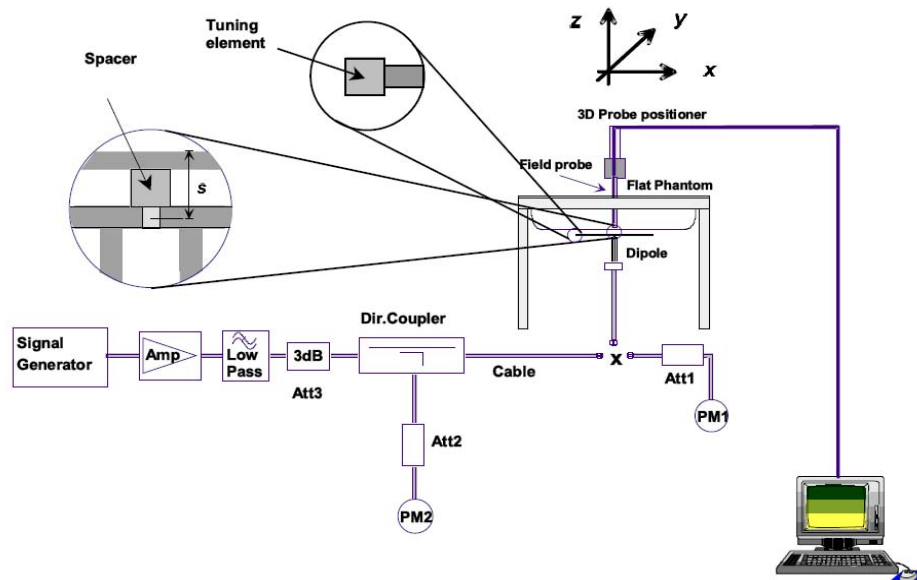 Tuning
element
Spacer
s
z
y
x
3D Probe positioner
Field probe
Flat Phantom
Dipole
Dir.Coupler
Signal
Generator
Amp
Low
Pass
3dB
Att3
Cable
x
Att1
PM1
Att2
PM2